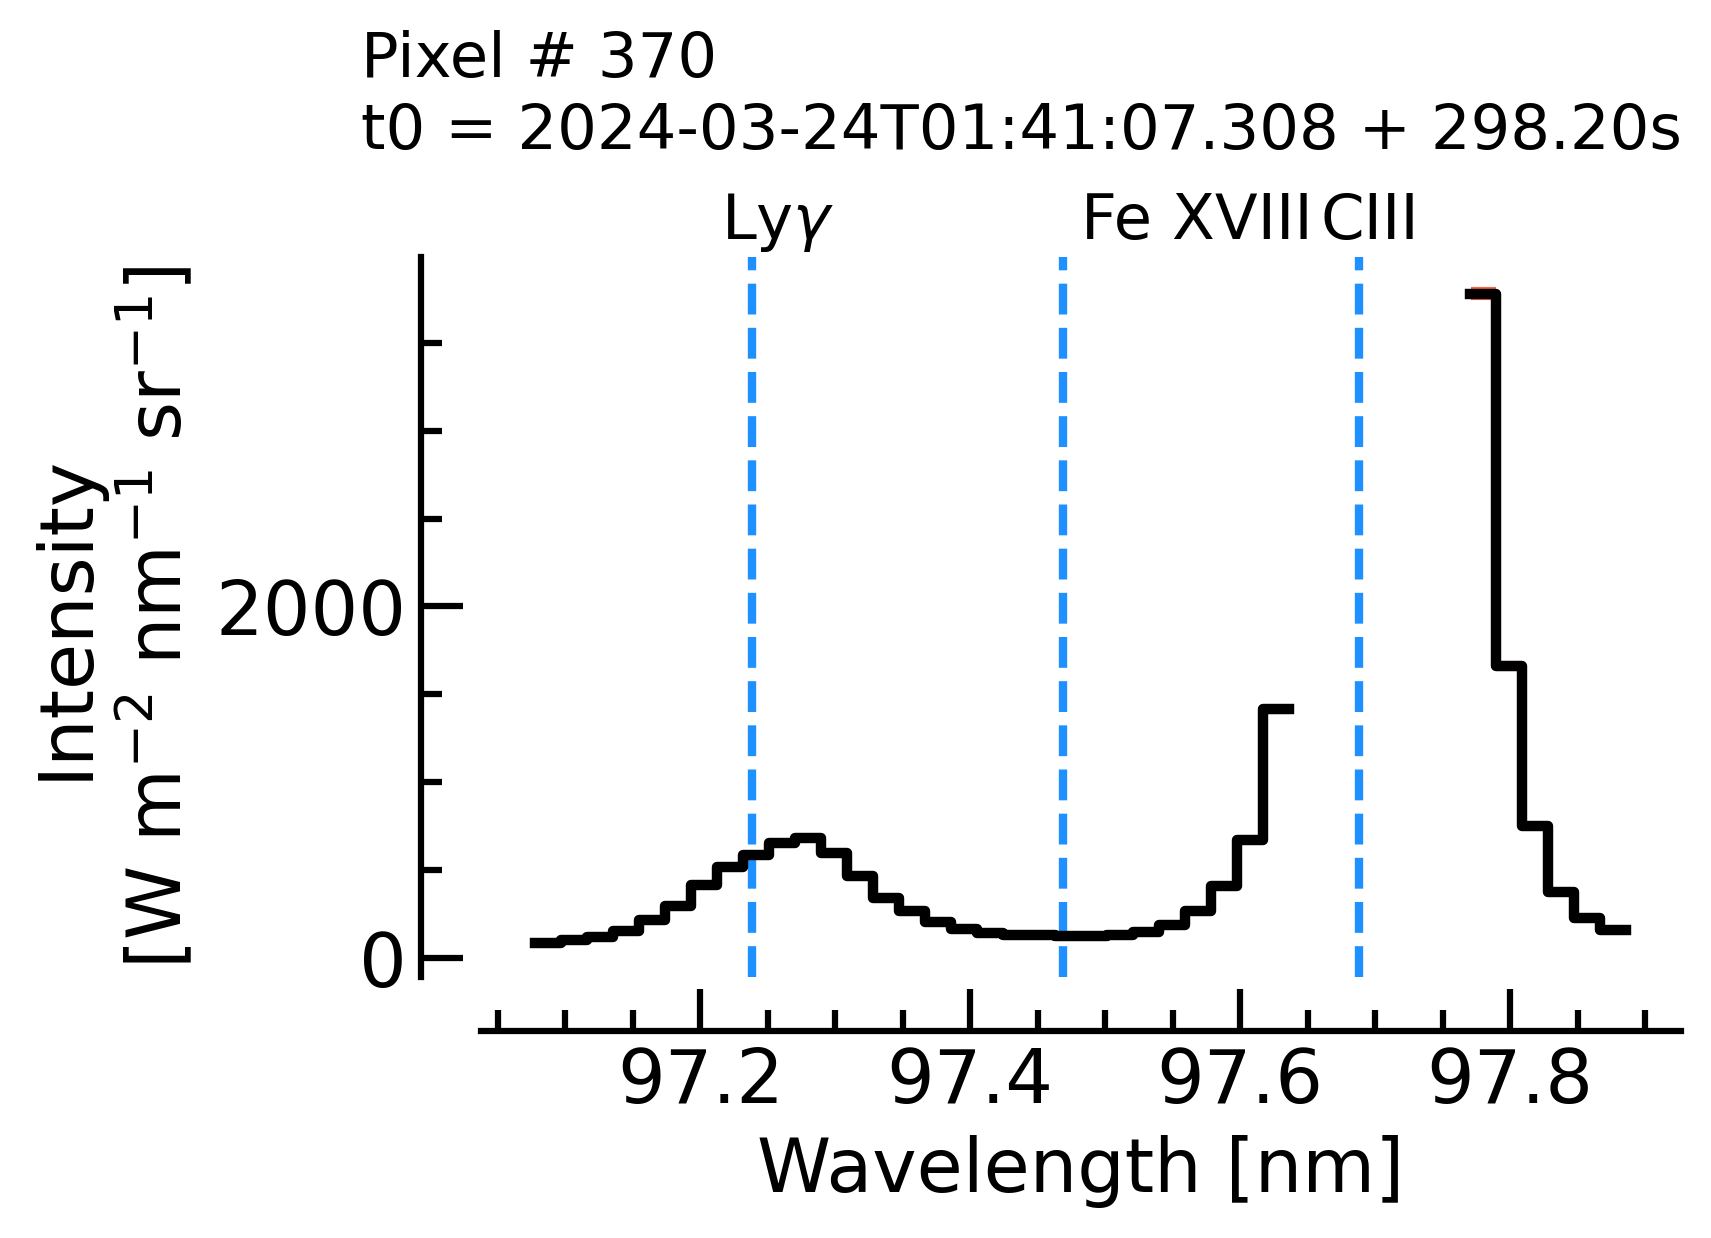 Pixel # 370
t0 = 2024-03-24T01:41:07.308 + 298.20s
Lyγ Fe XVIII CIII
Intensity
[W m⁻² nm⁻¹ sr⁻¹]
2000
0
97.2 97.4 97.6 97.8
Wavelength [nm]